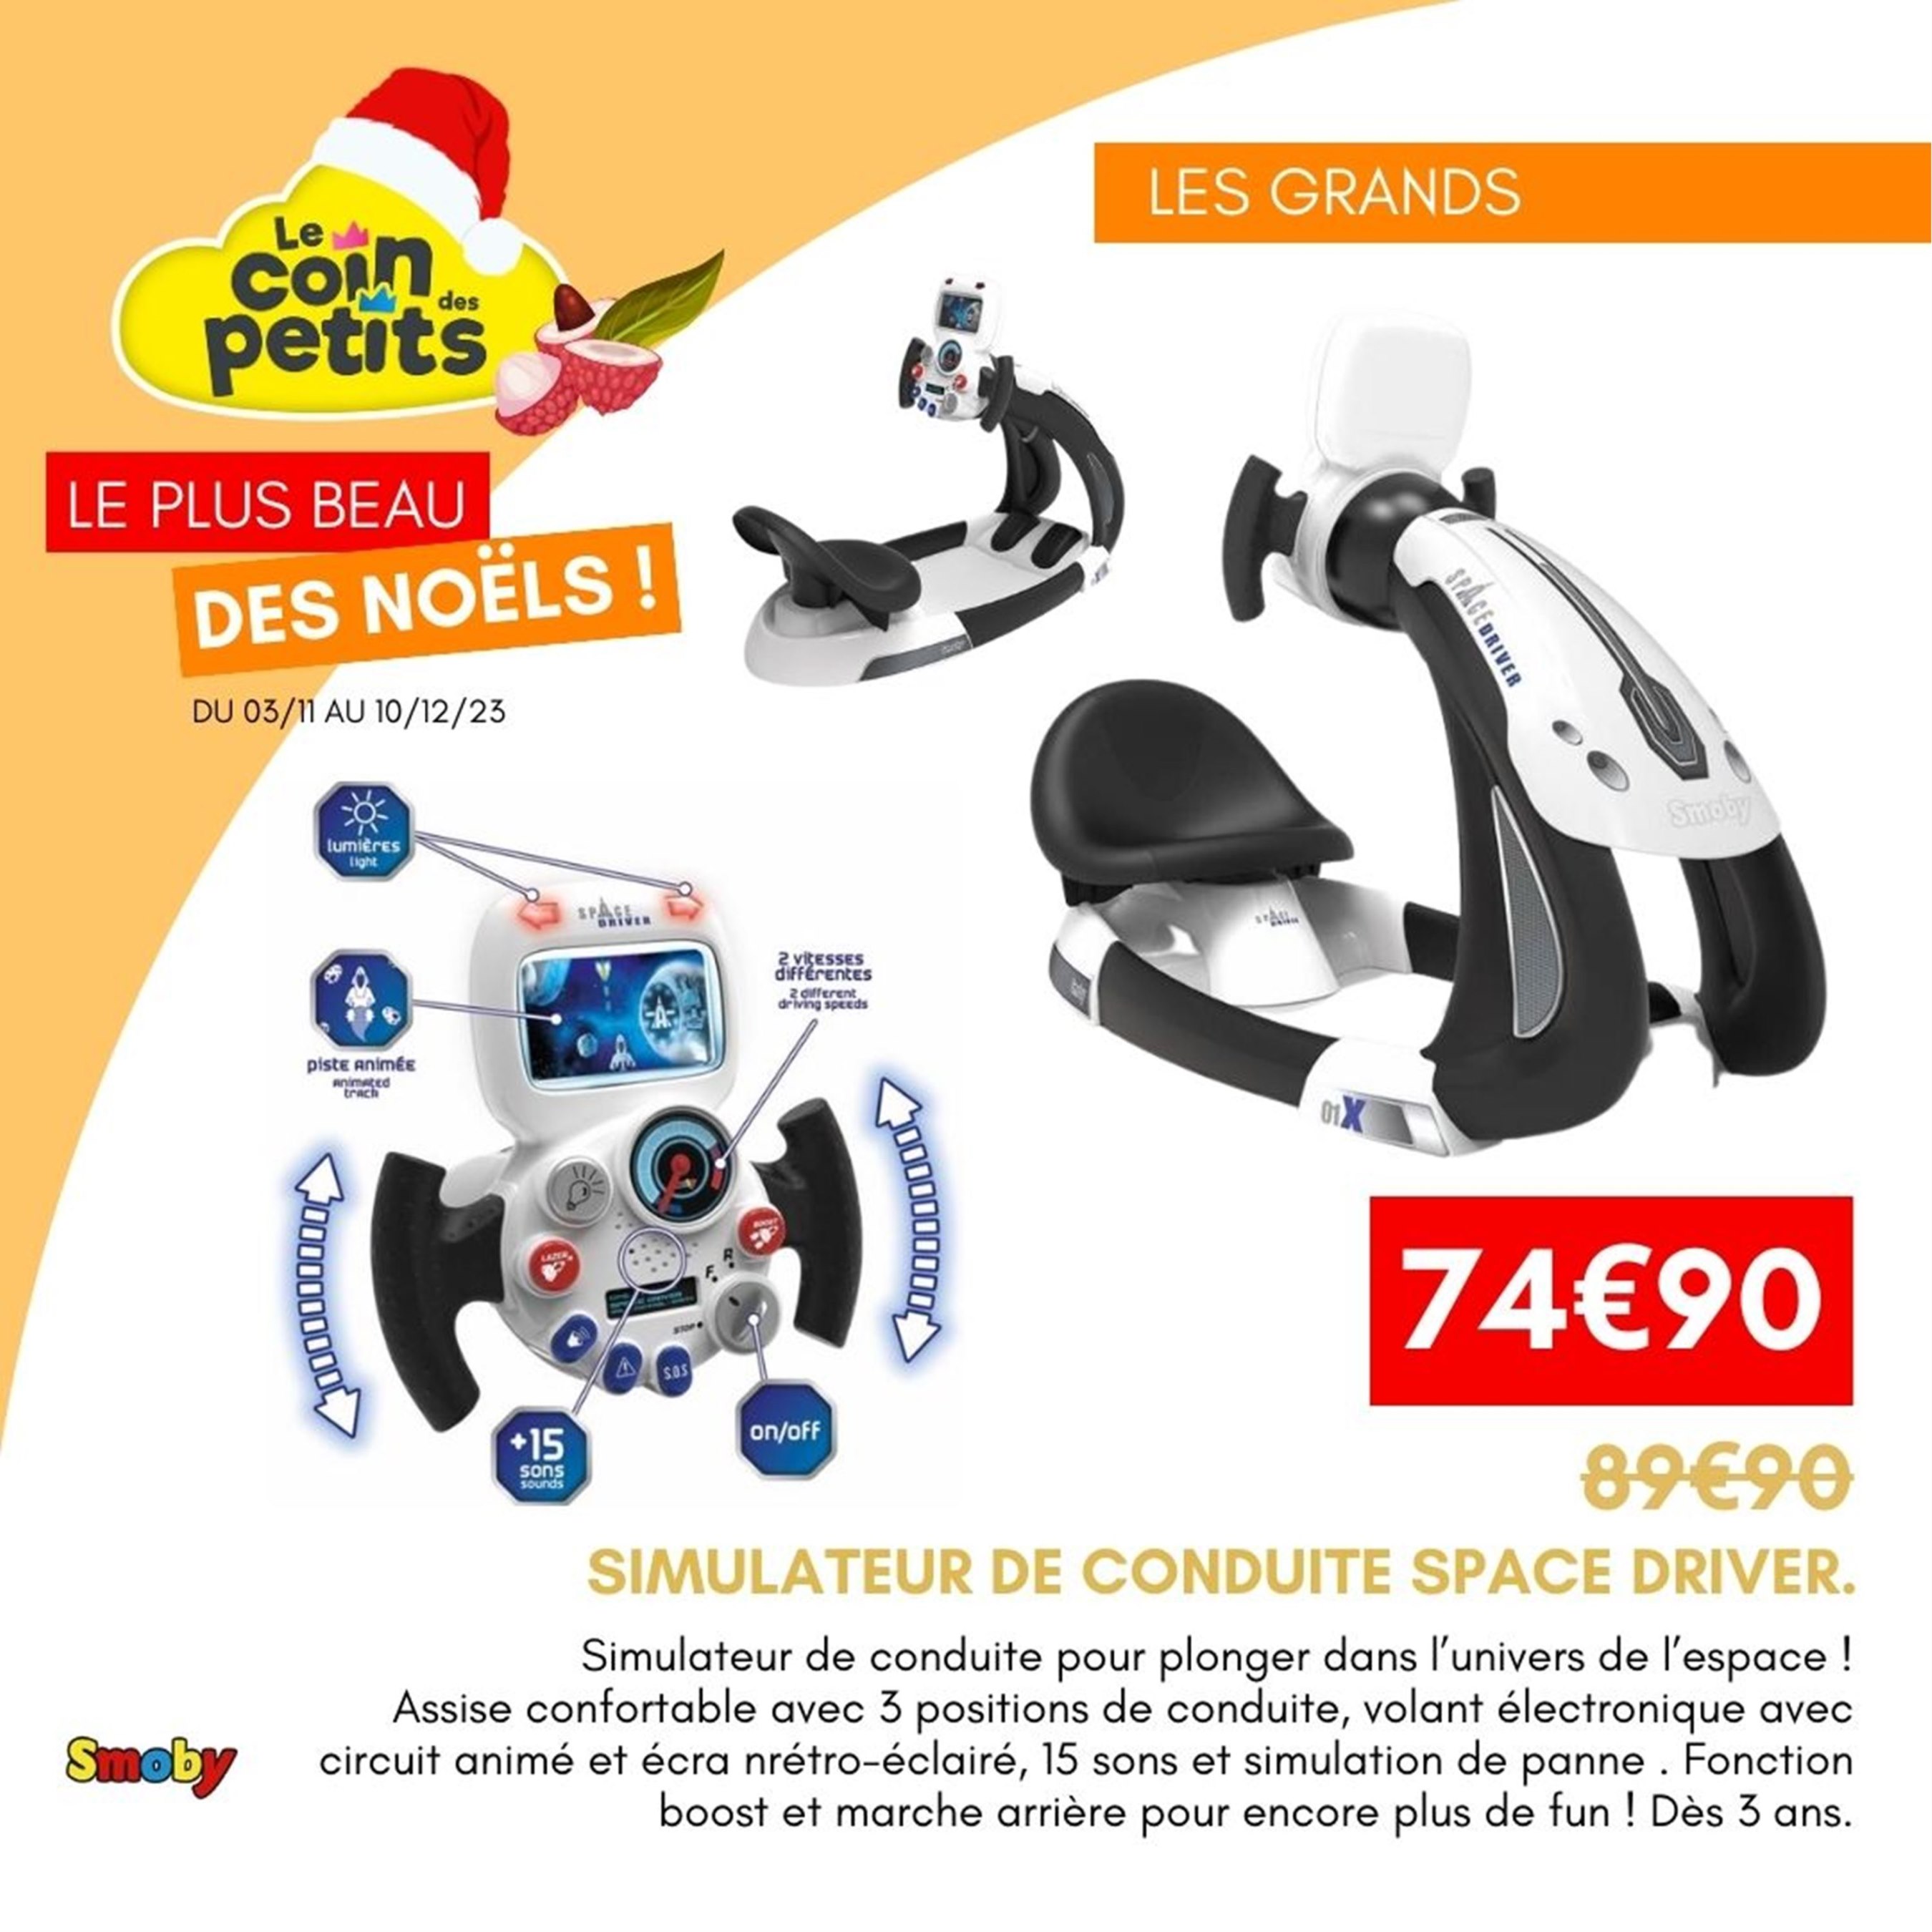 Le
coin
des
petits
LE PLUS BEAU
DES NOËLS !
DU 03/11 AU 10/12/23
LES GRANDS
SPACE DRIVER
Smoby
SPACE
DRIVER
01X
lumières
light
SPACE
DRIVER
piste animée
animated
track
2 vitesses
différentes
2 different
driving speeds
LAZER
BOOST
R
F
STOP
S.O.S
+15
sons
sounds
on/off
74€90
89€90
SIMULATEUR DE CONDUITE SPACE DRIVER.
Simulateur de conduite pour plonger dans l'univers de l'espace !
Assise confortable avec 3 positions de conduite, volant électronique avec
circuit animé et écra nrétro-éclairé, 15 sons et simulation de panne . Fonction
boost et marche arrière pour encore plus de fun ! Dès 3 ans.
Smoby